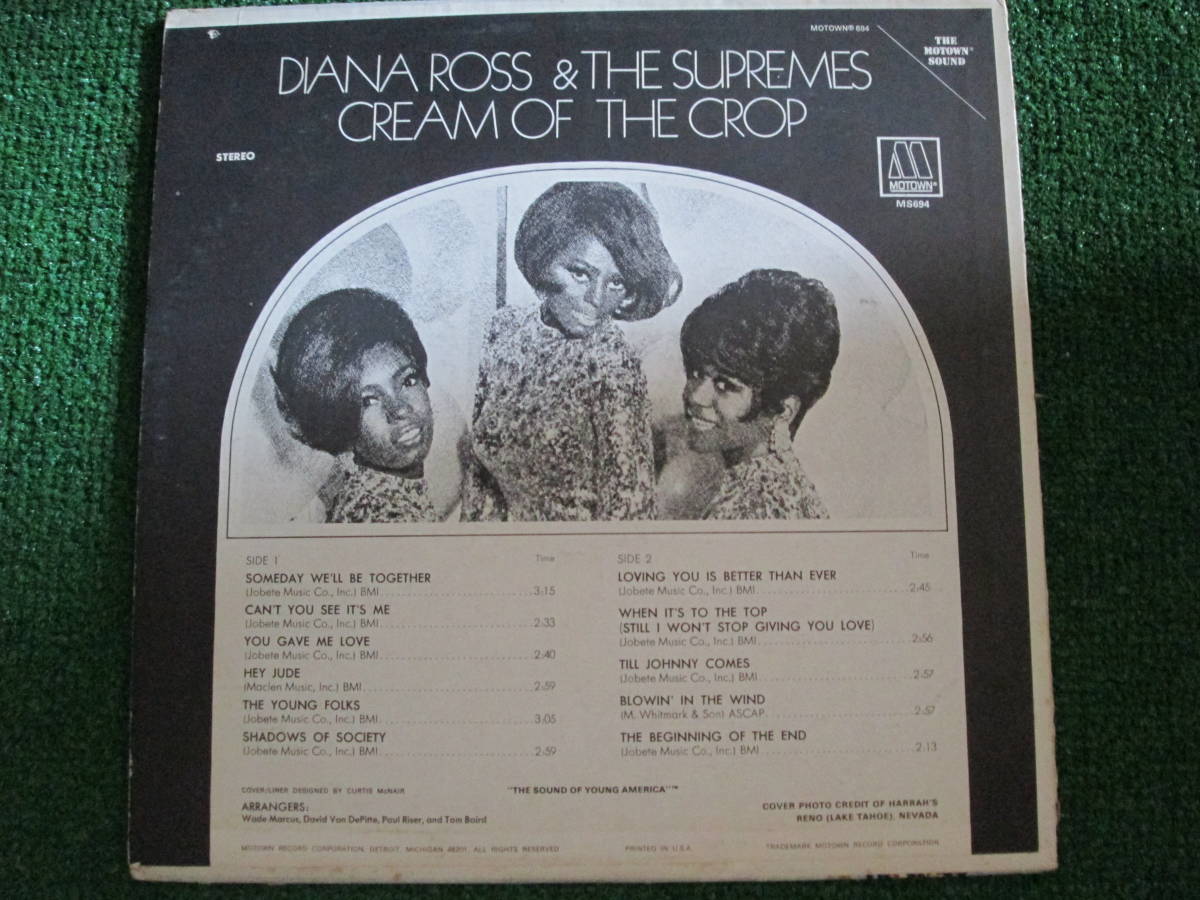 MOTOWN® 694
THE
MOTOWN®
SOUND
DIANA ROSS & THE SUPREMES
CREAM OF THE CROP
STEREO
MOTOWN®
MS694
SIDE 1 Time
SOMEDAY WE'LL BE TOGETHER
(Jobete Music Co., Inc.) BMI 3:15
CAN'T YOU SEE IT'S ME
(Jobete Music Co., Inc.) BMI 2:33
YOU GAVE ME LOVE
(Jobete Music Co., Inc.) BMI 2:40
HEY JUDE
(Maclen Music, Inc.) BMI 2:59
THE YOUNG FOLKS
(Jobete Music Co., Inc.) BMI 3:05
SHADOWS OF SOCIETY
(Jobete Music Co., Inc.) BMI 2:59
SIDE 2 Time
LOVING YOU IS BETTER THAN EVER
(Jobete Music Co., Inc.) BMI 2:45
WHEN IT'S TO THE TOP
(STILL I WON'T STOP GIVING YOU LOVE)
(Jobete Music Co., Inc.) BMI 2:56
TILL JOHNNY COMES
(Jobete Music Co., Inc.) BMI 2:57
BLOWIN' IN THE WIND
(M. Whitmark & Son) ASCAP 2:57
THE BEGINNING OF THE END
(Jobete Music Co., Inc.) BMI 2:13
COVER/LINER DESIGNED BY CURTIS McNAIR
"THE SOUND OF YOUNG AMERICA"™
ARRANGERS:
Wade Marcus, David Van DePitte, Paul Riser, and Tom Baird
COVER PHOTO CREDIT OF HARRAH'S
RENO (LAKE TAHOE), NEVADA
MOTOWN RECORD CORPORATION, DETROIT, MICHIGAN 48201, ALL RIGHTS RESERVED
PRINTED IN U.S.A.
TRADEMARK MOTOWN RECORD CORPORATION